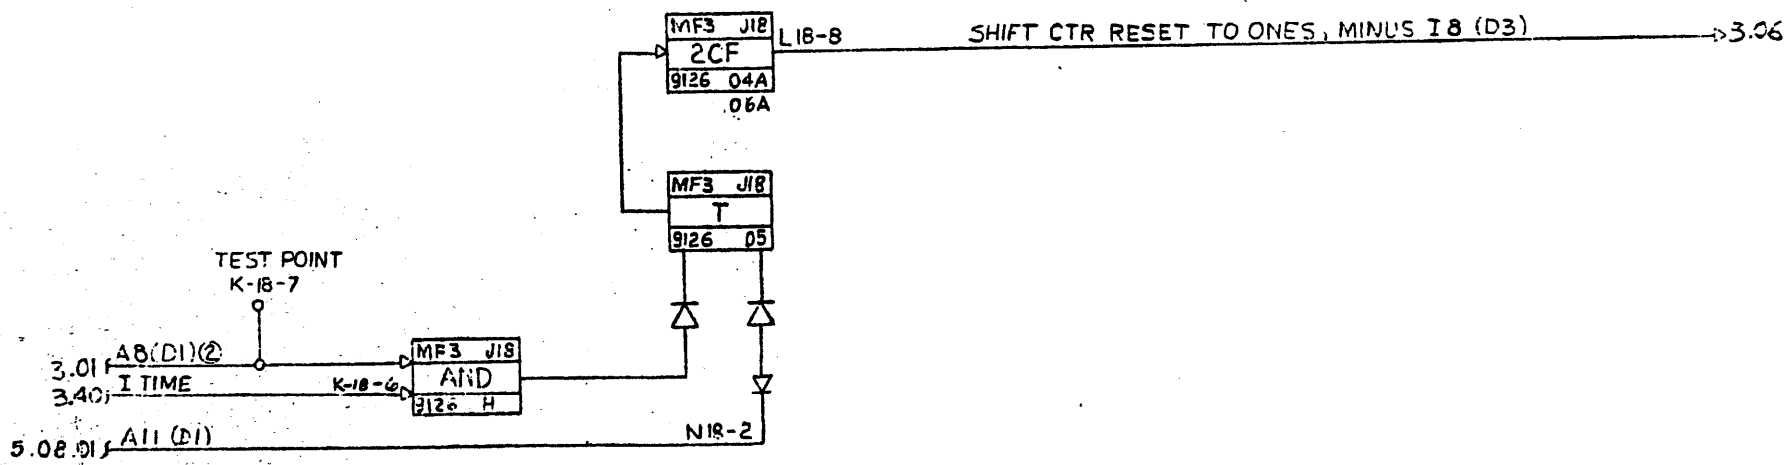 MF3 J18
2CF
9126 04A
.06A
L18-8
SHIFT CTR RESET TO ONES, MINUS I8 (D3)
3.06
MF3 J18
T
9126 05
TEST POINT
K-18-7
3.01
A8(D1)②
3.40
I TIME
K-18-6
MF3 J18
AND
9126 H
5.08.01
A11 (D1)
N18-2